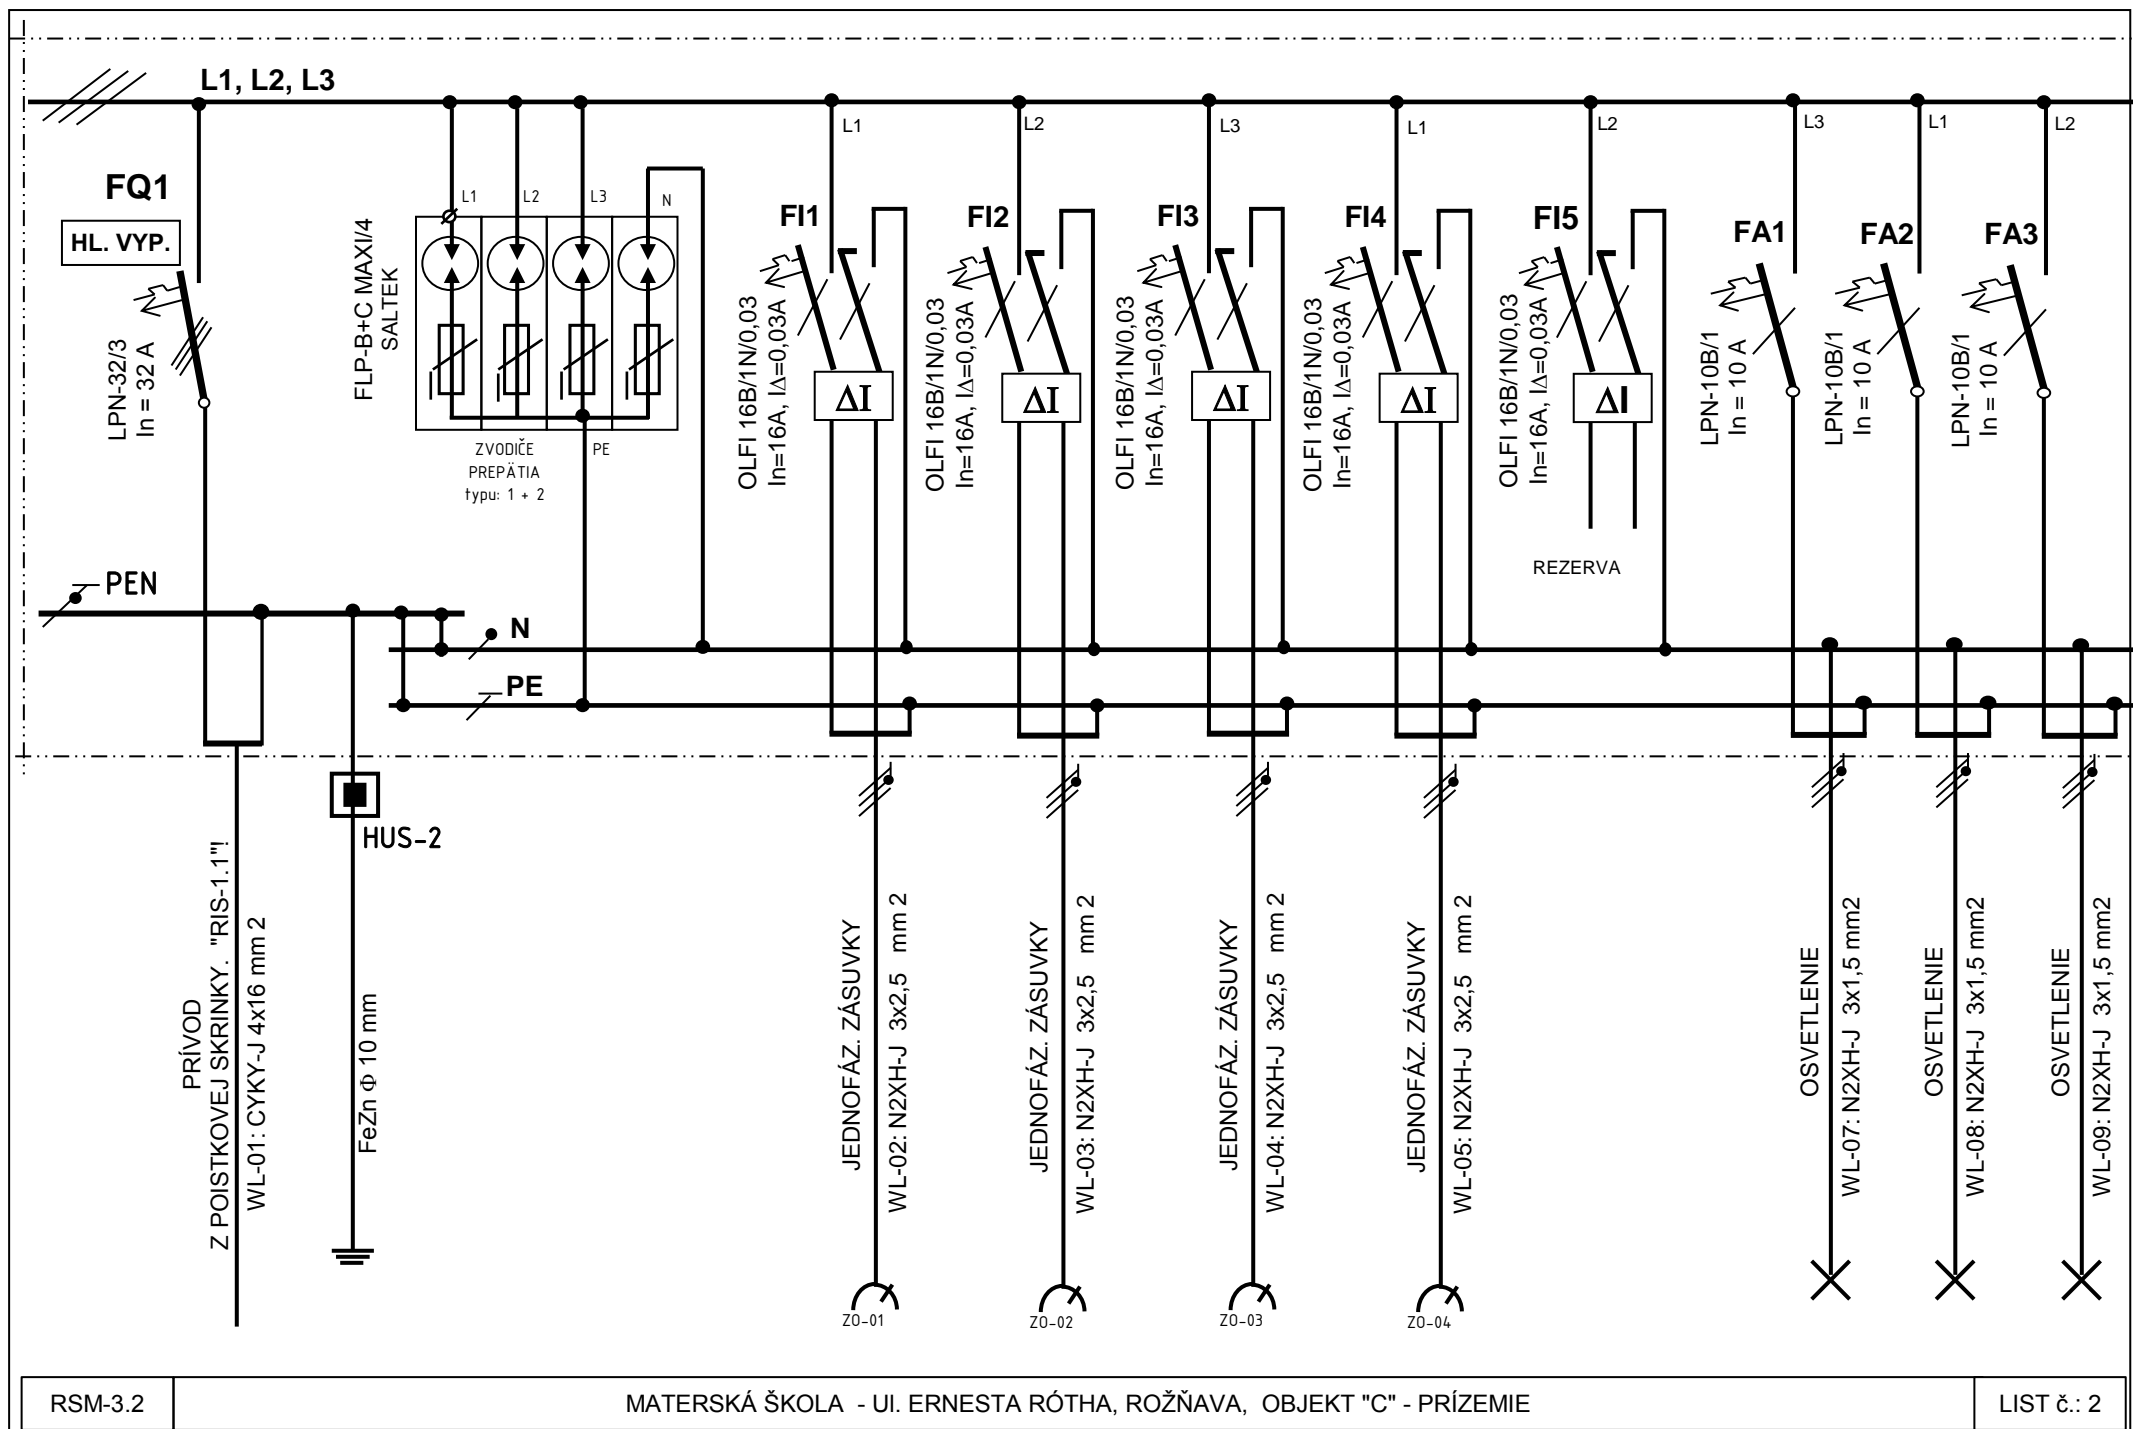 L1, L2, L3
FQ1
HL. VYP.
LPN-32/3
In = 32 A
FLP-B+C MAXI/4
SALTEK
L1
L2
L3
N
ZVODIČE
PREPÄTIA
typu: 1 + 2
PE
L1
FI1
OLFI 16B/1N/0,03
In=16A, I∆=0,03A
ΔI
L2
FI2
OLFI 16B/1N/0,03
In=16A, I∆=0,03A
ΔI
L3
FI3
OLFI 16B/1N/0,03
In=16A, I∆=0,03A
ΔI
L1
FI4
OLFI 16B/1N/0,03
In=16A, I∆=0,03A
ΔI
L2
FI5
OLFI 16B/1N/0,03
In=16A, I∆=0,03A
ΔI
REZERVA
L3
FA1
LPN-10B/1
In = 10 A
L1
FA2
LPN-10B/1
In = 10 A
L2
FA3
LPN-10B/1
In = 10 A
PEN
N
PE
HUS-2
PRÍVOD
Z POISTKOVEJ SKRINKY. "RIS-1.1"!
WL-01: CYKY-J 4x16 mm 2
FeZn Φ 10 mm
JEDNOFÁZ. ZÁSUVKY
WL-02: N2XH-J 3x2,5 mm 2
ZO-01
JEDNOFÁZ. ZÁSUVKY
WL-03: N2XH-J 3x2,5 mm 2
ZO-02
JEDNOFÁZ. ZÁSUVKY
WL-04: N2XH-J 3x2,5 mm 2
ZO-03
JEDNOFÁZ. ZÁSUVKY
WL-05: N2XH-J 3x2,5 mm 2
ZO-04
OSVETLENIE
WL-07: N2XH-J 3x1,5 mm2
OSVETLENIE
WL-08: N2XH-J 3x1,5 mm2
OSVETLENIE
WL-09: N2XH-J 3x1,5 mm2
RSM-3.2
MATERSKÁ ŠKOLA - Ul. ERNESTA RÓTHA, ROŽŇAVA, OBJEKT "C" - PRÍZEMIE
LIST č.: 2